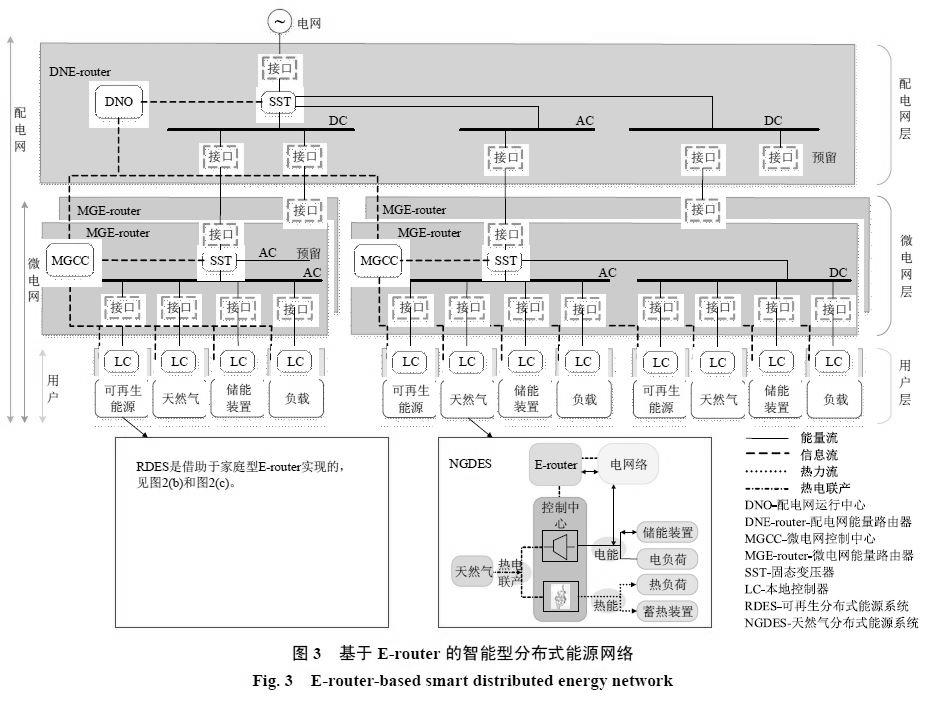 ~ 电网
接口
DNE-router
DNO
SST
DC
AC
DC
接口
接口
接口
接口
接口
预留
配电网
配电网层
MGE-router
接口
MGE-router
接口
MGE-router
接口
MGE-router
接口
MGCC
SST
AC
预留
AC
MGCC
SST
AC
DC
微电网
微电网层
接口
接口
接口
接口
接口
接口
接口
接口
接口
接口
接口
接口
LC
LC
LC
LC
LC
LC
LC
LC
LC
LC
LC
LC
用户
可再生能源
天然气
储能装置
负载
可再生能源
天然气
储能装置
负载
可再生能源
天然气
储能装置
负载
用户层
RDES是借助于家庭型E-router实现的,
见图2(b)和图2(c)。
NGDES
E-router
电网络
控制中心
储能装置
电能
电负荷
天然气
热电联产
热负荷
热能
蓄热装置
能量流
信息流
热力流
热电联产
DNO-配电网运行中心
DNE-router-配电网能量路由器
MGCC-微电网控制中心
MGE-router-微电网能量路由器
SST-固态变压器
LC-本地控制器
RDES-可再生分布式能源系统
NGDES-天然气分布式能源系统
图 3 基于 E-router 的智能型分布式能源网络
Fig. 3 E-router-based smart distributed energy network